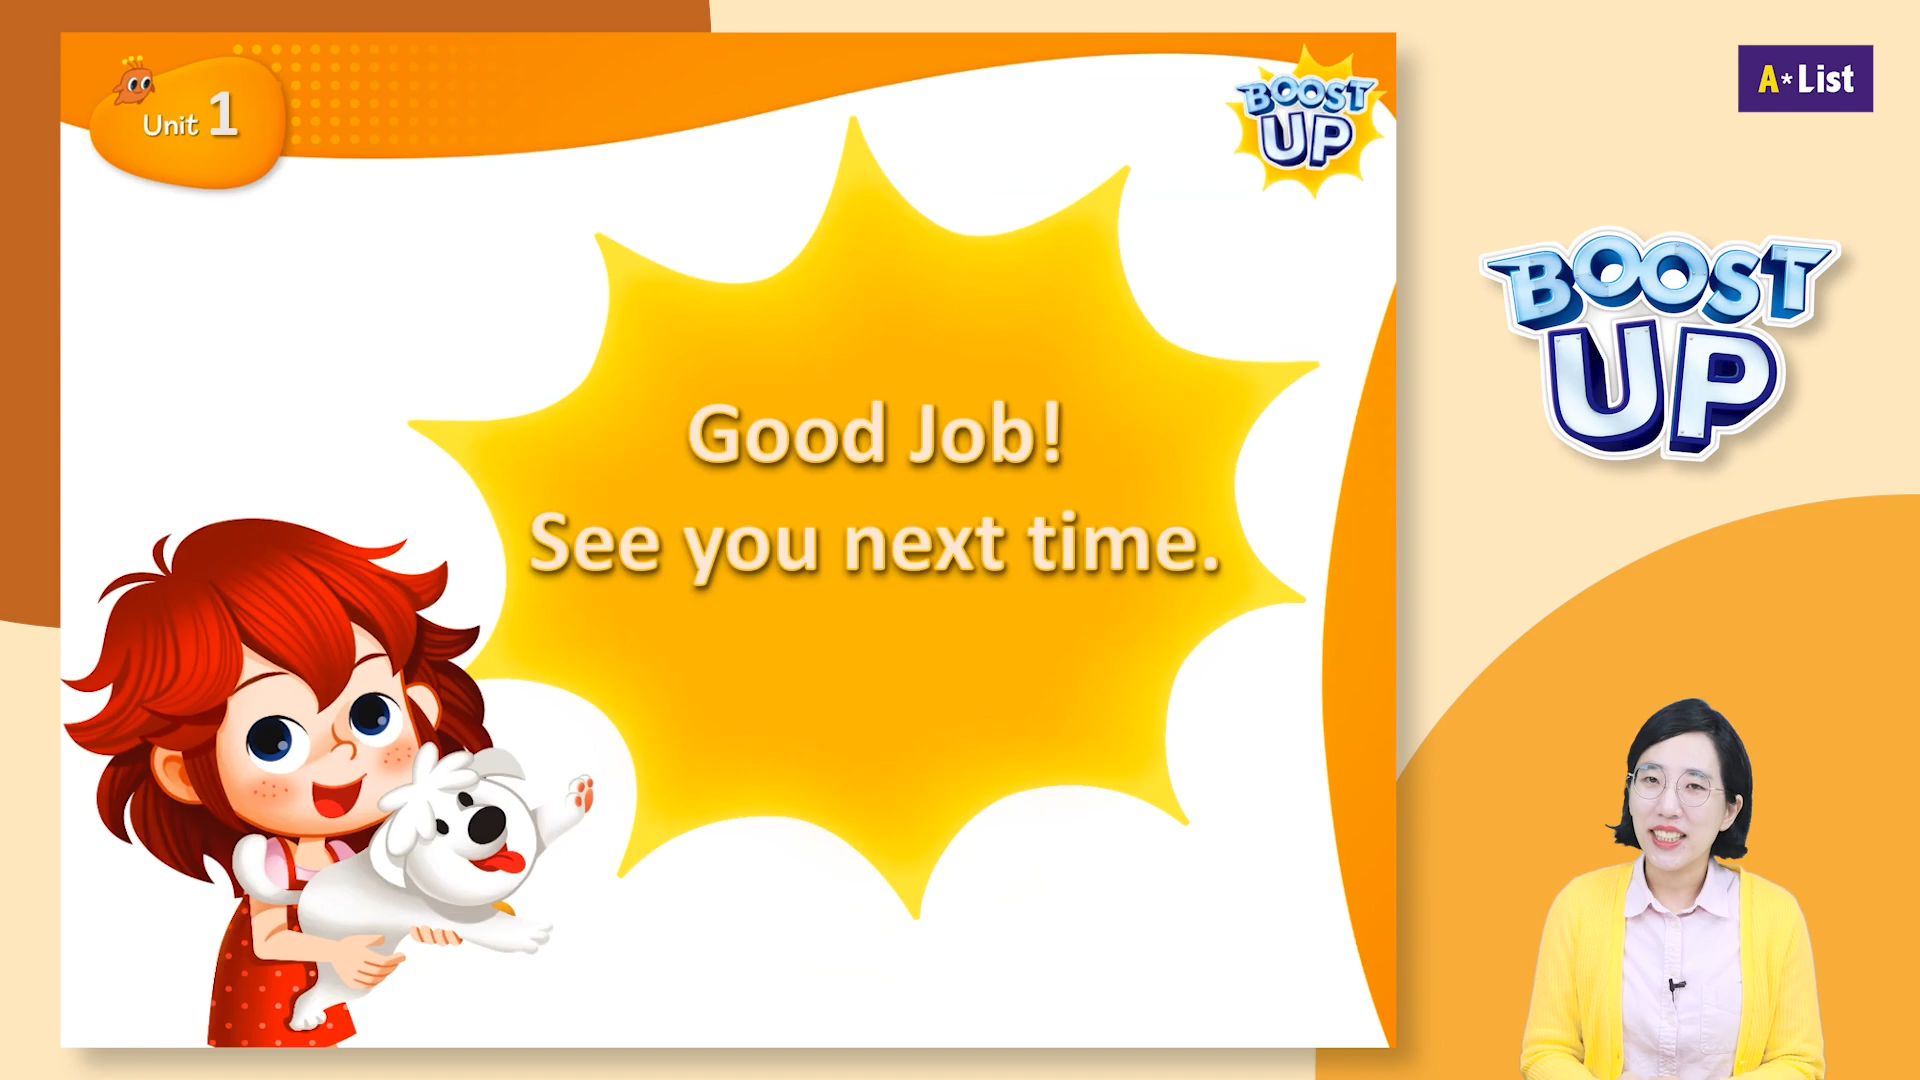 Unit 1
BOOST
UP
A*List
BOOST
UP
Good Job!
See you next time.